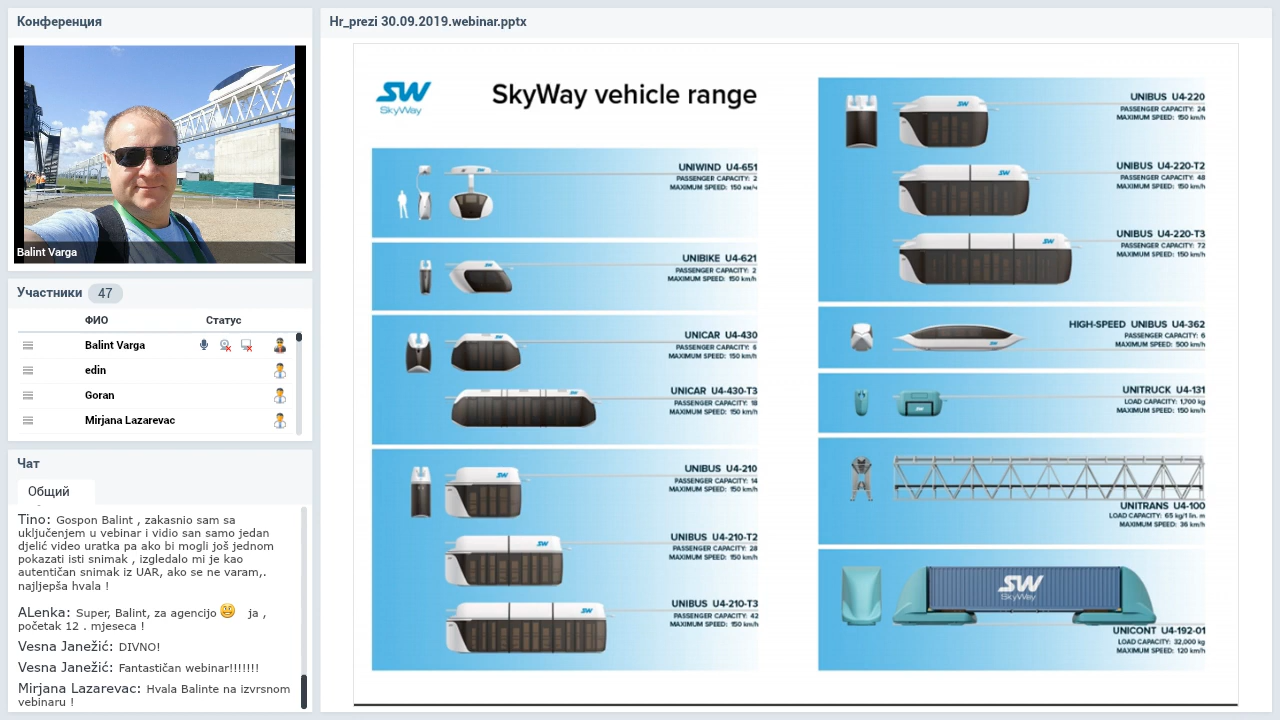 Конференция
Balint Varga
Участники 47
ФИО Статус
Balint Varga
edin
Goran
Mirjana Lazarevac
Чат
Общий
Tino: Gospon Balint , zakasnio sam sa
uključenjem u vebinar i vidio san samo jedan
djelić video uratka pa ako bi mogli još jednom
ponoviti isti snimak , izgledalo mi je kao
autentičan snimak iz UAR, ako se ne varam,.
najljepša hvala !
ALenka: Super, Balint, za agencijo ja ,
početak 12 . mjeseca !
Vesna Janežić: DIVNO!
Vesna Janežić: Fantastičan webinar!!!!!!!
Mirjana Lazarevac: Hvala Balinte na izvrsnom
vebinaru !
Hr_prezi 30.09.2019.webinar.pptx
SW
SkyWay
SkyWay vehicle range
UNIWIND U4-651
PASSENGER CAPACITY: 2
MAXIMUM SPEED: 150 км/ч
UNIBIKE U4-621
PASSENGER CAPACITY: 2
MAXIMUM SPEED: 150 km/h
UNICAR U4-430
PASSENGER CAPACITY: 6
MAXIMUM SPEED: 150 km/h
UNICAR U4-430-T3
PASSENGER CAPACITY: 18
MAXIMUM SPEED: 150 km/h
UNIBUS U4-210
PASSENGER CAPACITY: 14
MAXIMUM SPEED: 150 km/h
UNIBUS U4-210-T2
PASSENGER CAPACITY: 28
MAXIMUM SPEED: 150 km/h
UNIBUS U4-210-T3
PASSENGER CAPACITY: 42
MAXIMUM SPEED: 150 km/h
UNIBUS U4-220
PASSENGER CAPACITY: 24
MAXIMUM SPEED: 150 km/h
UNIBUS U4-220-T2
PASSENGER CAPACITY: 48
MAXIMUM SPEED: 150 km/h
UNIBUS U4-220-T3
PASSENGER CAPACITY: 72
MAXIMUM SPEED: 150 km/h
HIGH-SPEED UNIBUS U4-362
PASSENGER CAPACITY: 6
MAXIMUM SPEED: 500 km/h
UNITRUCK U4-131
LOAD CAPACITY: 1,700 kg
MAXIMUM SPEED: 150 km/h
UNITRANS U4-100
LOAD CAPACITY: 65 kg/1 lin. m
MAXIMUM SPEED: 36 km/h
SW
SkyWay
UNICONT U4-192-01
LOAD CAPACITY: 32,000 kg
MAXIMUM SPEED: 120 km/h